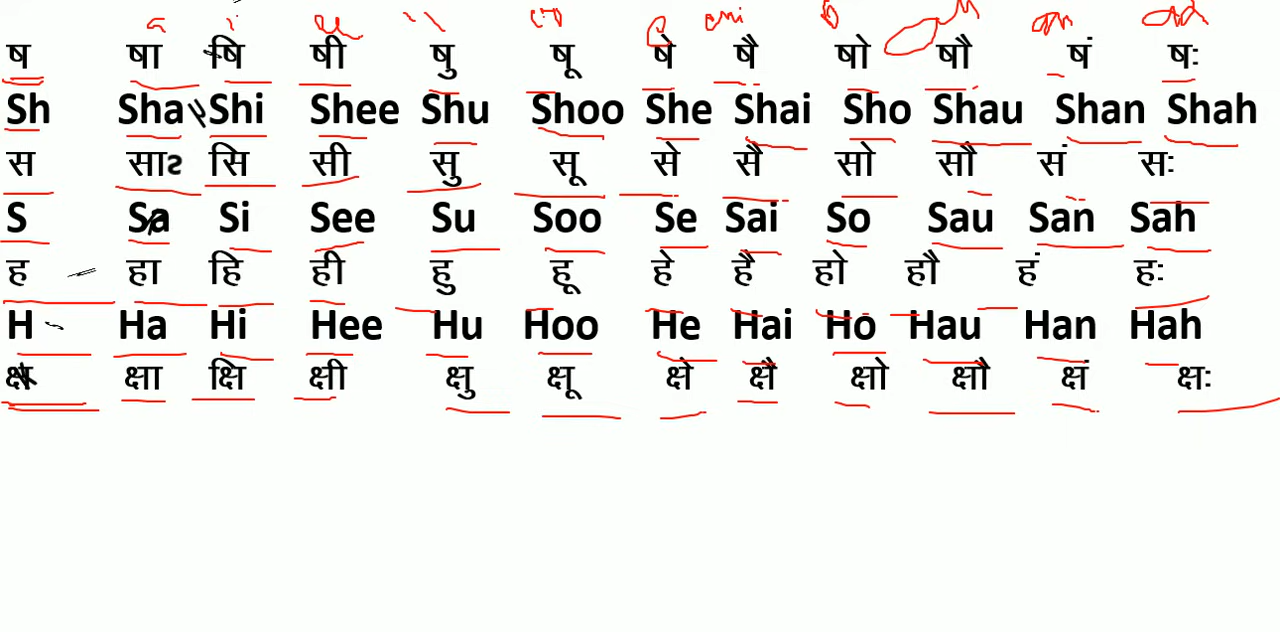 ष षा षि षी षु षू षे षै षो षौ षं षः
Sh Sha Shi Shee Shu Shoo She Shai Sho Shau Shan Shah
स सा सि सी सु सू से सै सो सौ सं सः
S Sa Si See Su Soo Se Sai So Sau San Sah
ह हा हि ही हु हू हे है हो हौ हं हः
H Ha Hi Hee Hu Hoo He Hai Ho Hau Han Hah
क्ष क्षा क्षि क्षी क्षु क्षू क्षे क्षै क्षो क्षौ क्षं क्षः